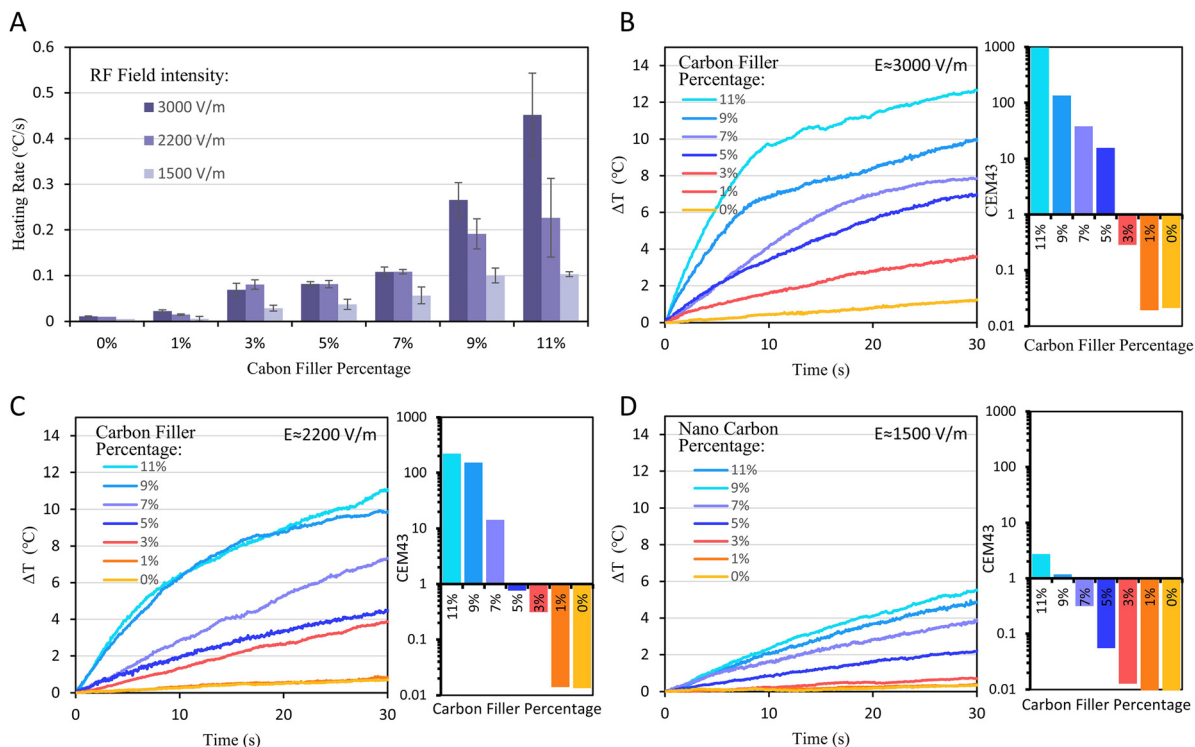 A
0.6
0.5
0.4
0.3
0.2
0.1
0
Heating Rate (°C/s)
RF Field intensity:
3000 V/m
2200 V/m
1500 V/m
0% 1% 3% 5% 7% 9% 11%
Cabon Filler Percentage
B
14
12
10
8
6
4
2
0
ΔT (°C)
Carbon Filler
Percentage:
E≈3000 V/m
11%
9%
7%
5%
3%
1%
0%
0 10 20 30
Time (s)
1000
100
10
1
0.1
0.01
CEM43
11% 9% 7% 5% 3% 1% 0%
Carbon Filler Percentage
C
14
12
10
8
6
4
2
0
ΔT (°C)
Carbon Filler
Percentage:
E≈2200 V/m
11%
9%
7%
5%
3%
1%
0%
0 10 20 30
Time (s)
1000
100
10
1
0.1
0.01
CEM43
11% 9% 7% 5% 3% 1% 0%
Carbon Filler Percentage
D
14
12
10
8
6
4
2
0
ΔT (°C)
Nano Carbon
Percentage:
E≈1500 V/m
11%
9%
7%
5%
3%
1%
0%
0 10 20 30
Time (s)
1000
100
10
1
0.1
0.01
CEM43
11% 9% 7% 5% 3% 1% 0%
Carbon Filler Percentage